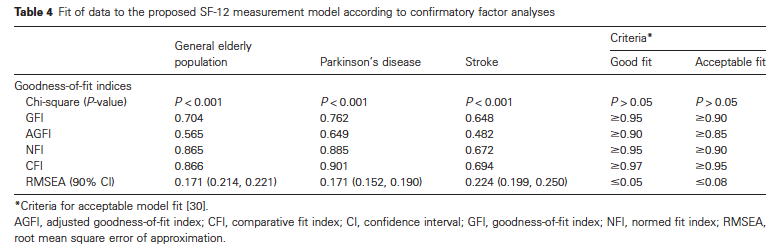 Table 4 Fit of data to the proposed SF-12 measurement model according to confirmatory factor analyses
Criteria*
General elderly
population Parkinson's disease Stroke Good fit Acceptable fit
Goodness-of-fit indices
Chi-square (P-value) P < 0.001 P < 0.001 P < 0.001 P > 0.05 P > 0.05
GFI 0.704 0.762 0.648 ≥0.95 ≥0.90
AGFI 0.565 0.649 0.482 ≥0.90 ≥0.85
NFI 0.865 0.885 0.672 ≥0.95 ≥0.90
CFI 0.866 0.901 0.694 ≥0.97 ≥0.95
RMSEA (90% CI) 0.171 (0.214, 0.221) 0.171 (0.152, 0.190) 0.224 (0.199, 0.250) ≤0.05 ≤0.08
*Criteria for acceptable model fit [30].
AGFI, adjusted goodness-of-fit index; CFI, comparative fit index; CI, confidence interval; GFI, goodness-of-fit index; NFI, normed fit index; RMSEA,
root mean square error of approximation.